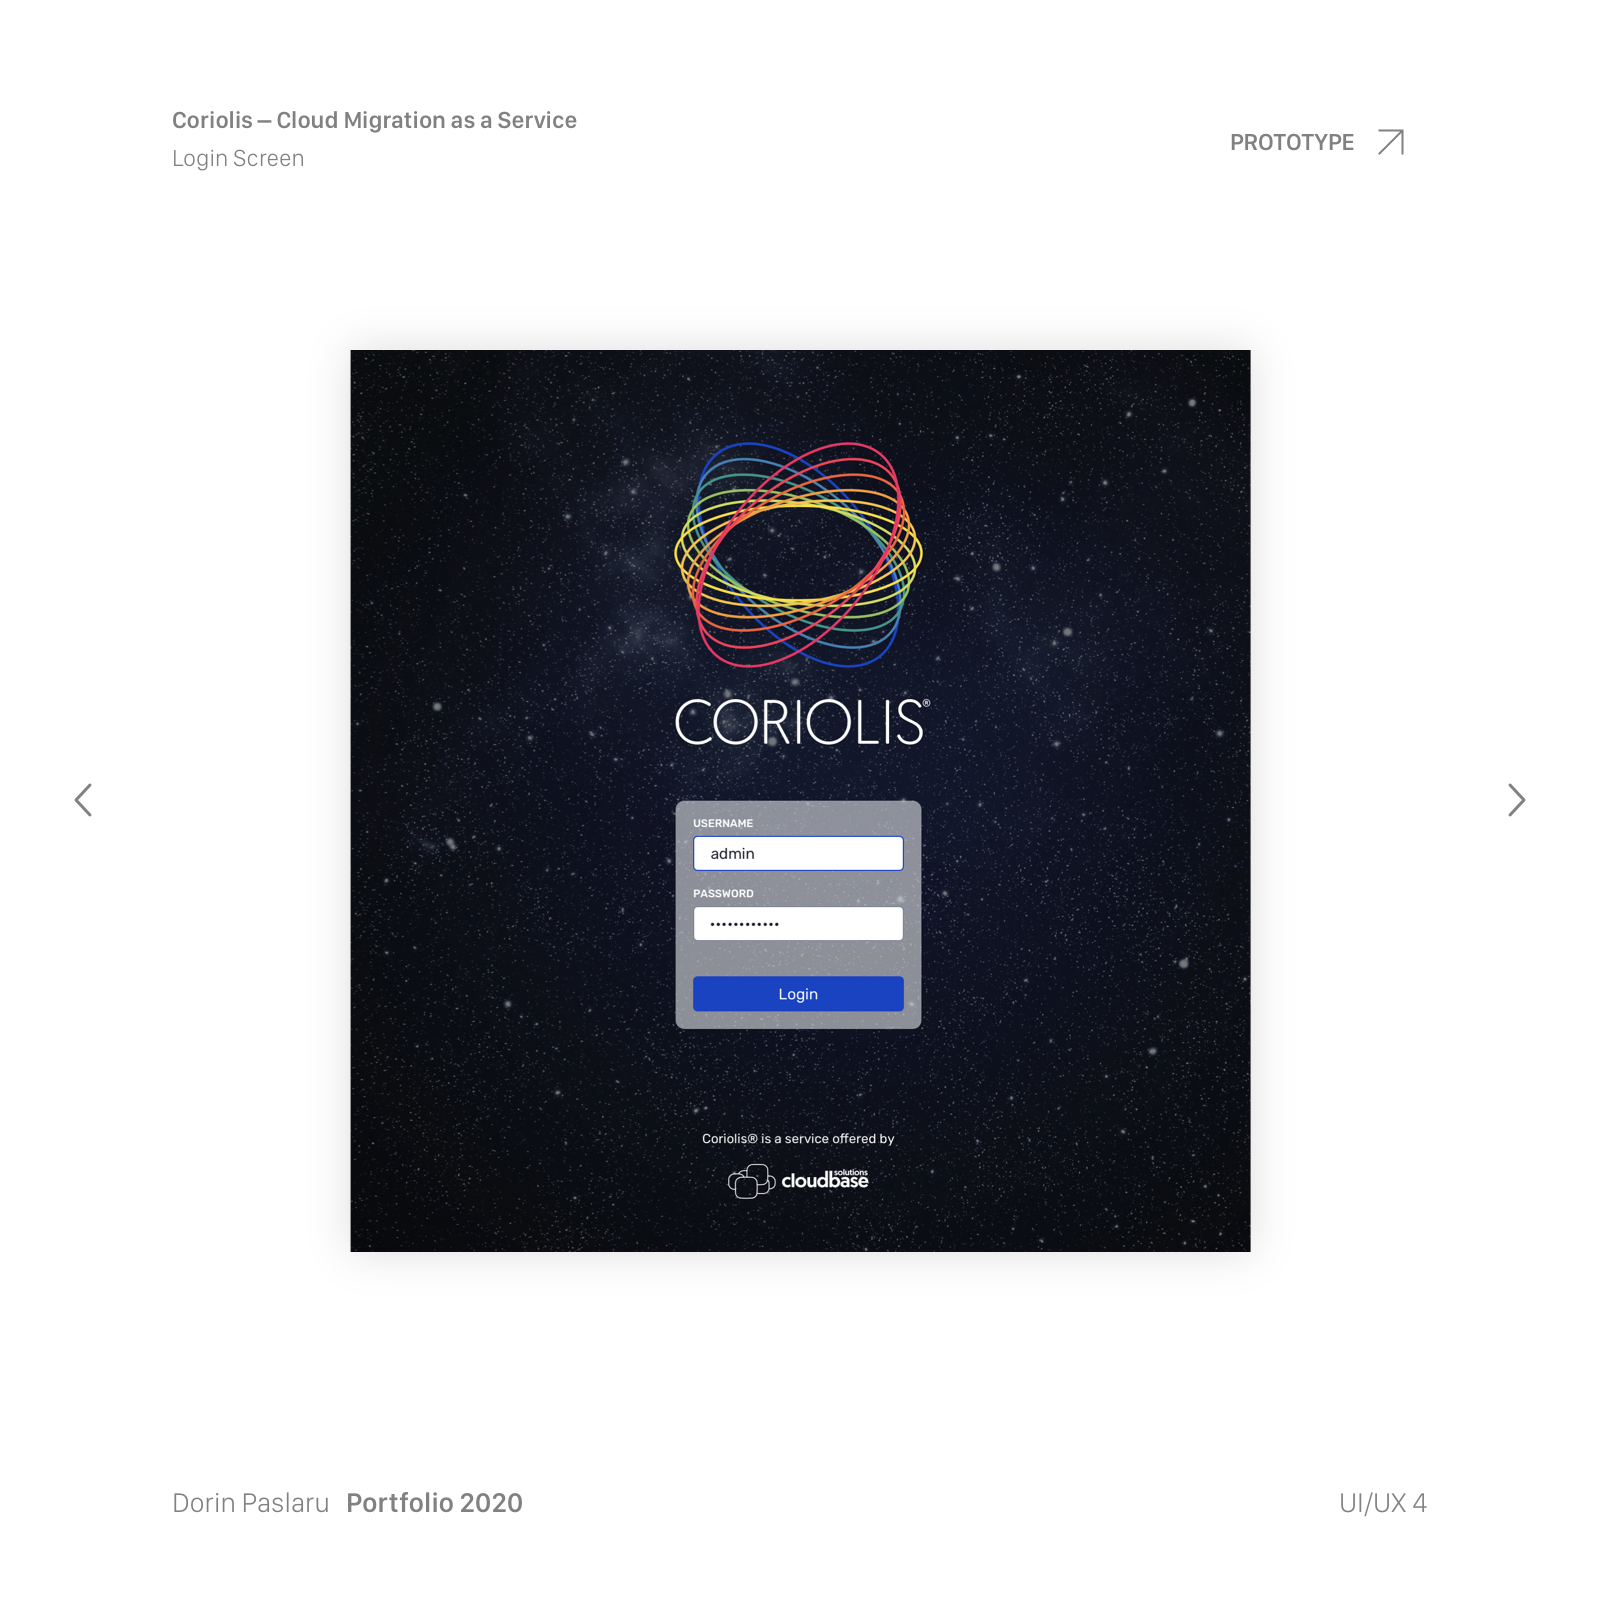 Coriolis – Cloud Migration as a Service
Login Screen
PROTOTYPE
CORIOLIS®
USERNAME
admin
PASSWORD
••••••••••••
Login
Coriolis® is a service offered by
cloudbase solutions
Dorin Paslaru Portfolio 2020
UI/UX 4